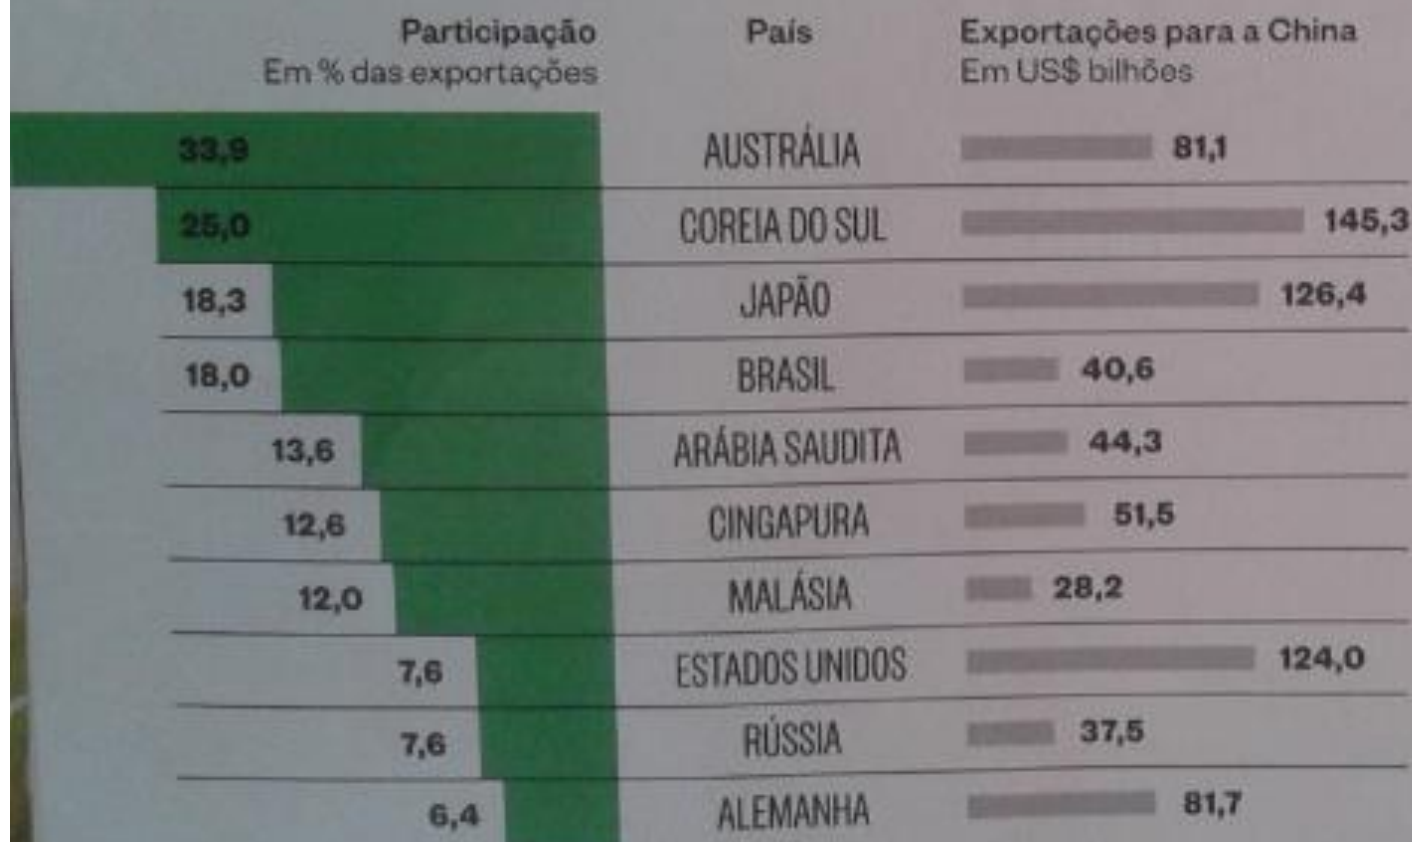 Participação País Exportações para a China
Em % das exportações Em US$ bilhões
33,9 AUSTRÁLIA 81,1
25,0 COREIA DO SUL 145,3
18,3 JAPÃO 126,4
18,0 BRASIL 40,6
13,6 ARÁBIA SAUDITA 44,3
12,6 CINGAPURA 51,5
12,0 MALÁSIA 28,2
7,6 ESTADOS UNIDOS 124,0
7,6 RÚSSIA 37,5
6,4 ALEMANHA 81,7